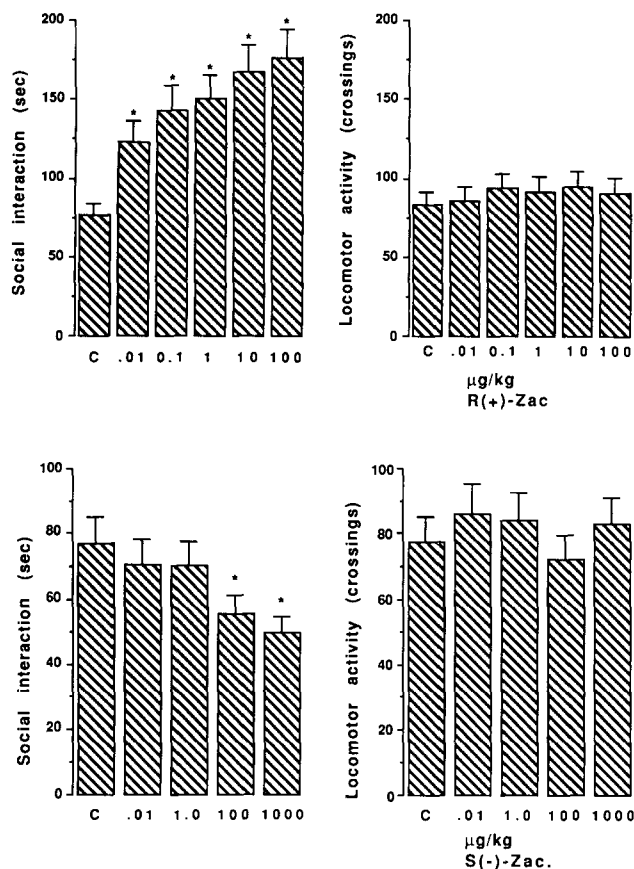 200
150
100
50
0
Social interaction (sec)
* * * * *
C .01 0.1 1 10 100
200
150
100
50
0
Locomotor activity (crossings)
C .01 0.1 1 10 100
µg/kg
R(+)-Zac
100
80
60
40
20
0
Social interaction (sec)
* *
C .01 1.0 100 1000
100
80
60
40
20
0
Locomotor activity (crossings)
C .01 1.0 100 1000
µg/kg
S(-)-Zac.